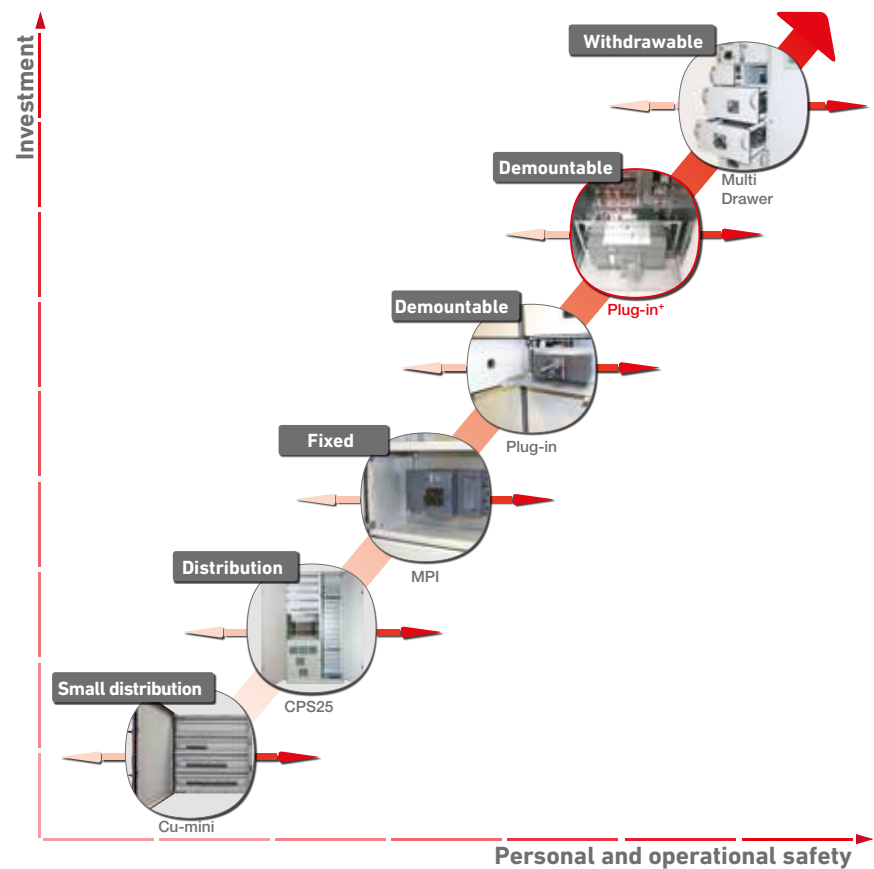 Investment
Withdrawable
Multi
Drawer
Demountable
Plug-in⁺
Demountable
Plug-in
Fixed
MPI
Distribution
CPS25
Small distribution
Cu-mini
Personal and operational safety